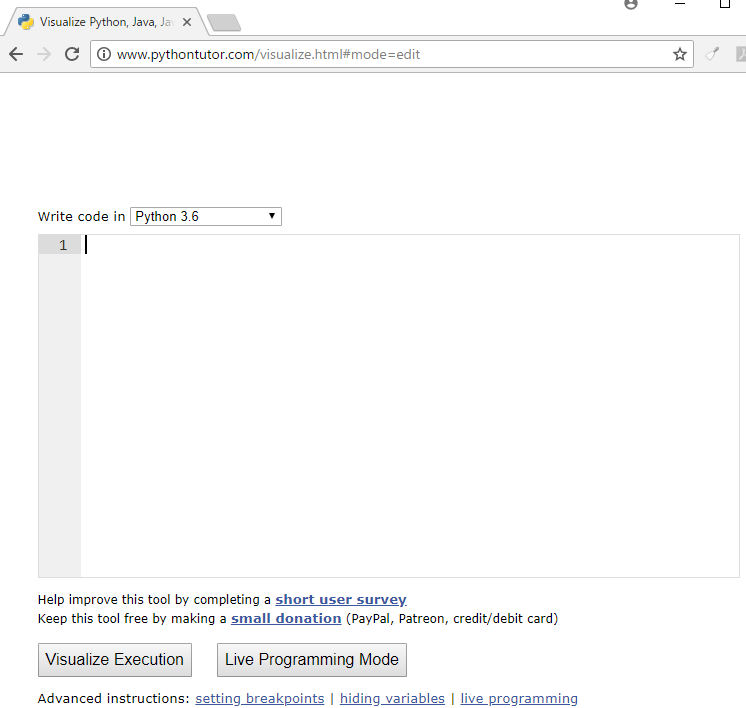 Visualize Python, Java, Ja
www.pythontutor.com/visualize.html#mode=edit
Write code in Python 3.6
1
Help improve this tool by completing a short user survey
Keep this tool free by making a small donation (PayPal, Patreon, credit/debit card)
Visualize Execution Live Programming Mode
Advanced instructions: setting breakpoints | hiding variables | live programming